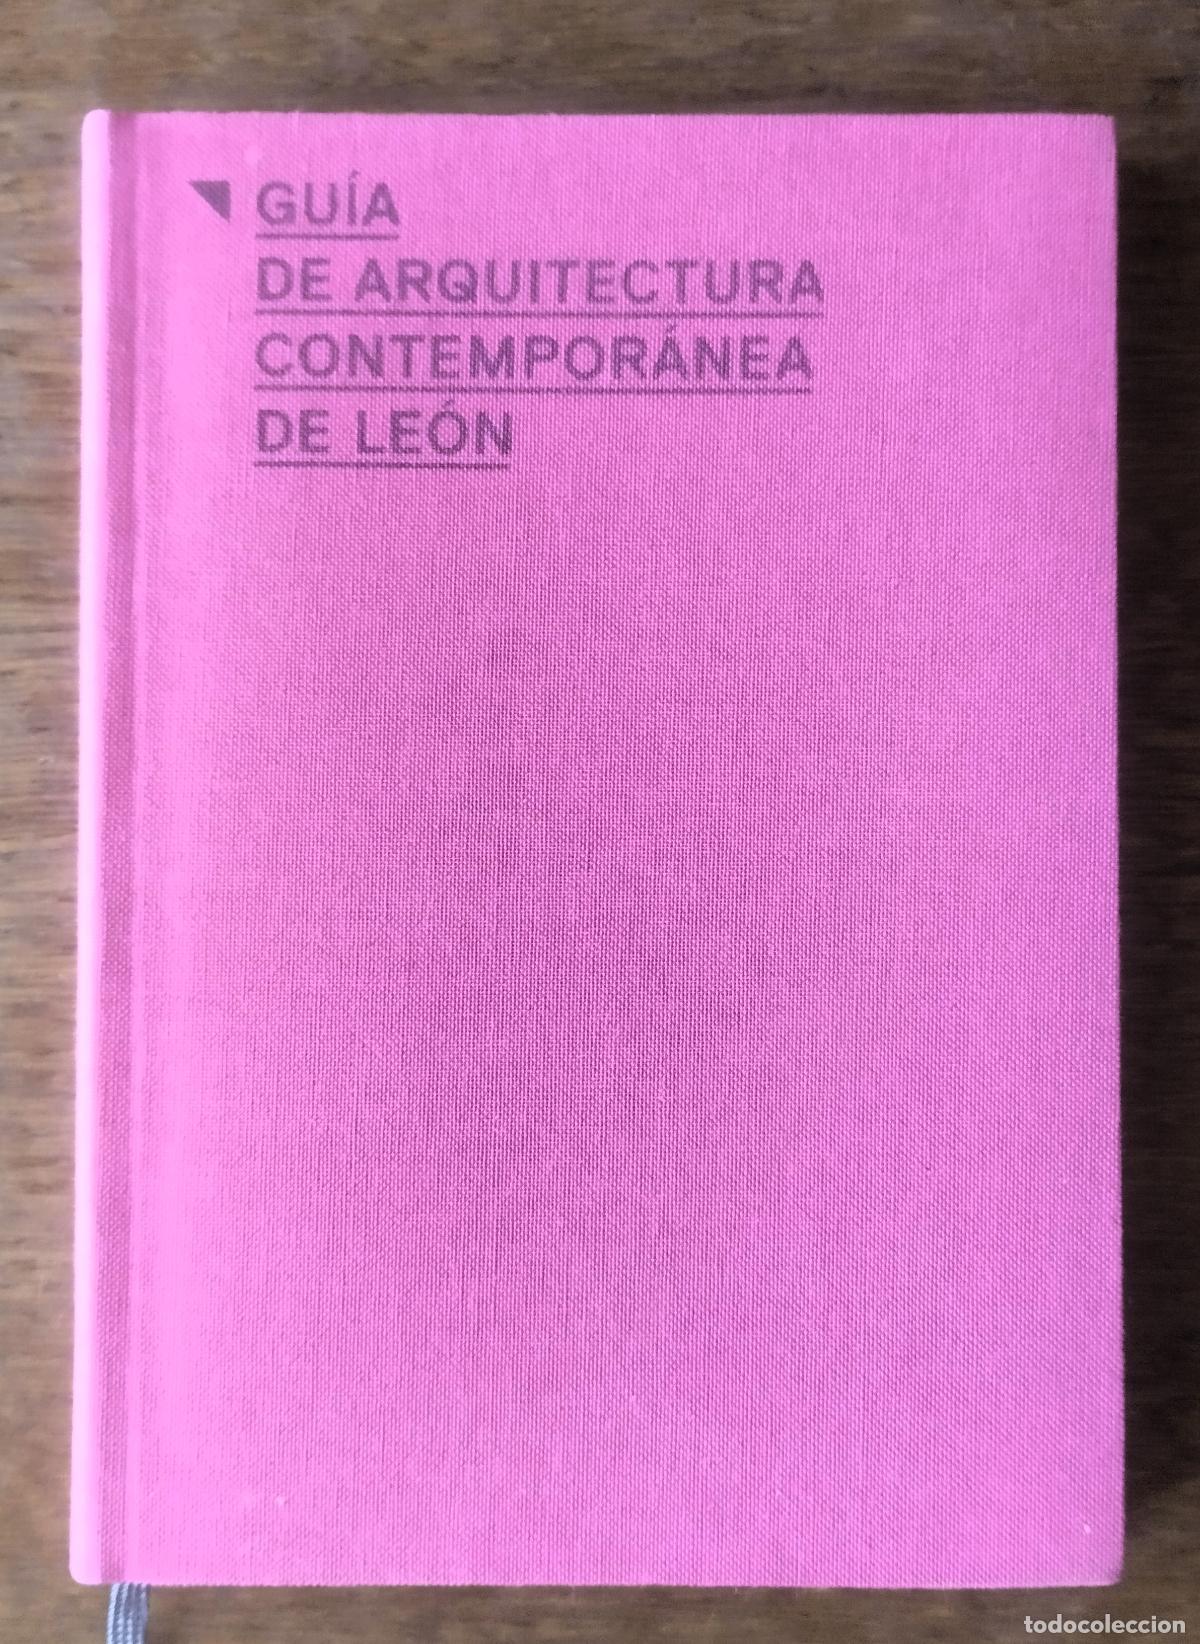 GUÍA
DE ARQUITECTURA
CONTEMPORÁNEA
DE LEÓN
todocoleccion